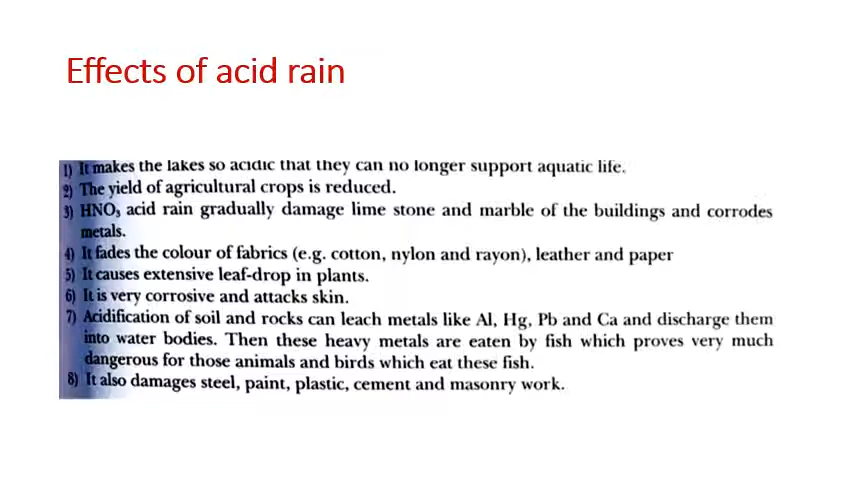 Effects of acid rain
1) It makes the lakes so acidic that they can no longer support aquatic life.
2) The yield of agricultural crops is reduced.
3) HNO₃ acid rain gradually damage lime stone and marble of the buildings and corrodes
metals.
4) It fades the colour of fabrics (e.g. cotton, nylon and rayon), leather and paper
5) It causes extensive leaf-drop in plants.
6) It is very corrosive and attacks skin.
7) Acidification of soil and rocks can leach metals like Al, Hg, Pb and Ca and discharge them
into water bodies. Then these heavy metals are eaten by fish which proves very much
dangerous for those animals and birds which eat these fish.
8) It also damages steel, paint, plastic, cement and masonry work.